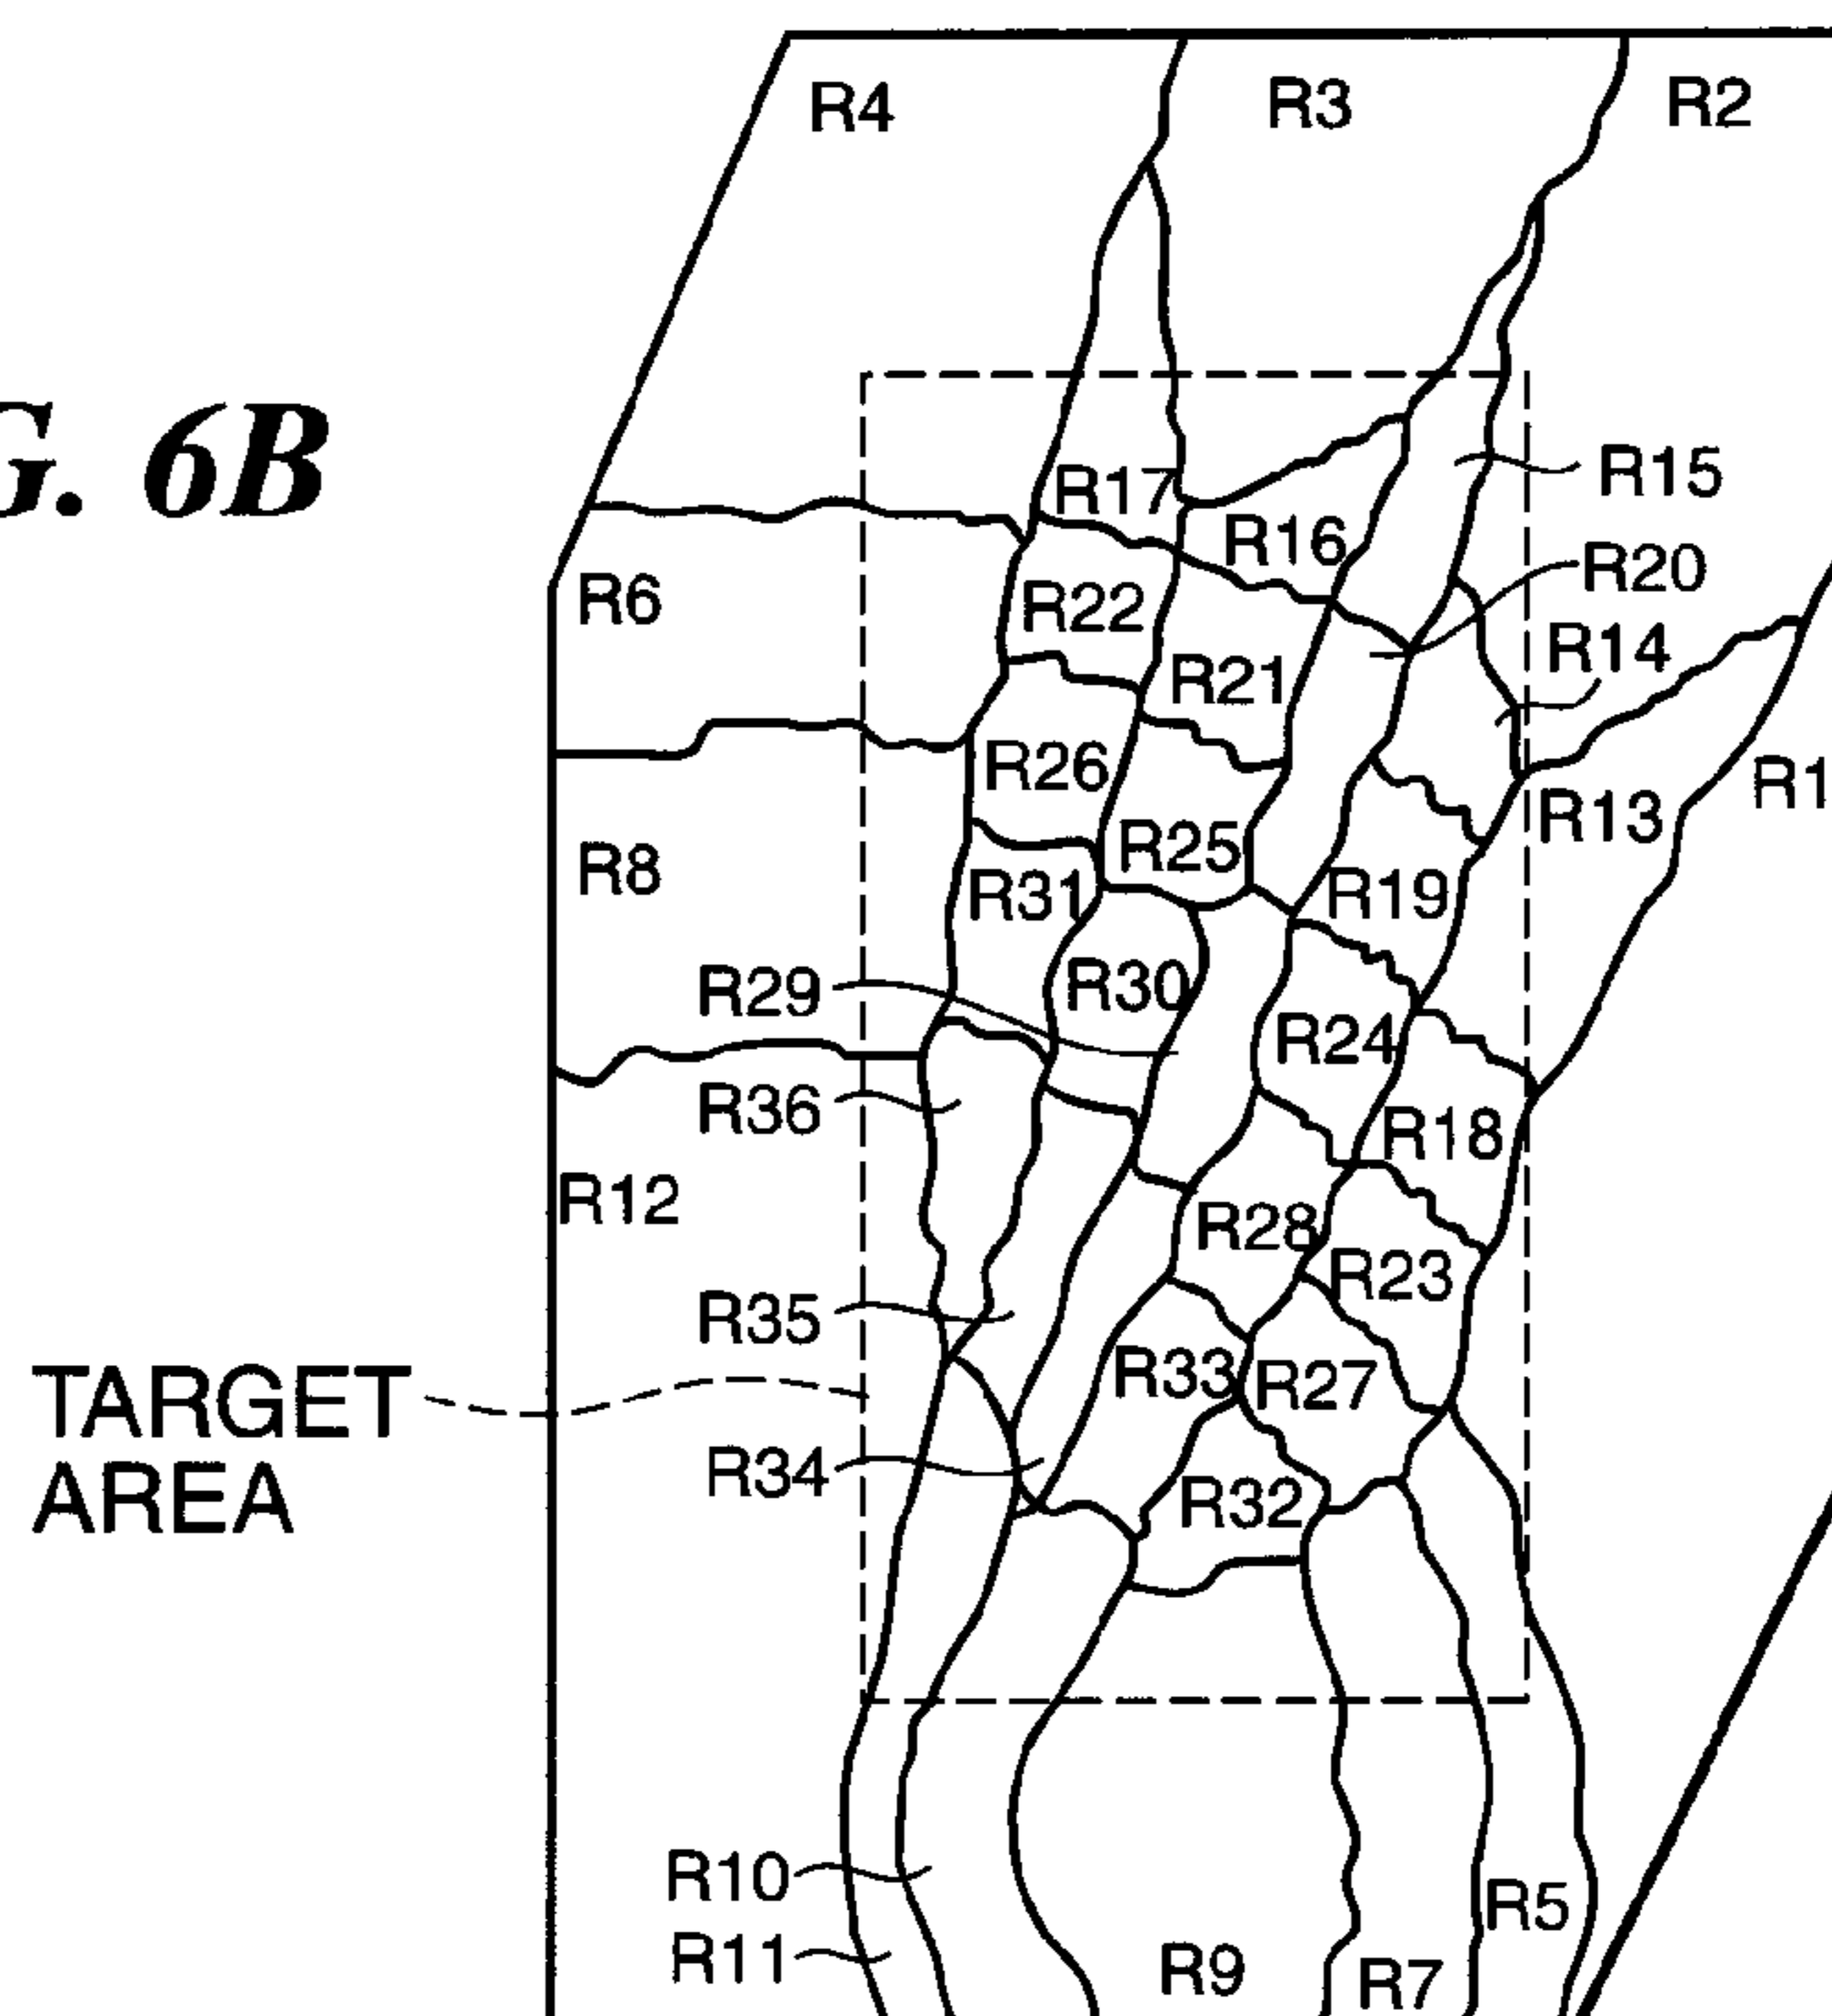 R4 R3 R2
G. 6B
R17 R15
R16
R20
R6 R22
R14
R21
R26 R1
R13
R25
R8 R31 R19
R29 R30
R24
R36
R18
R12
R28
R23
R35
R33 R27
TARGET
AREA
R34
R32
R10
R5
R11 R9 R7